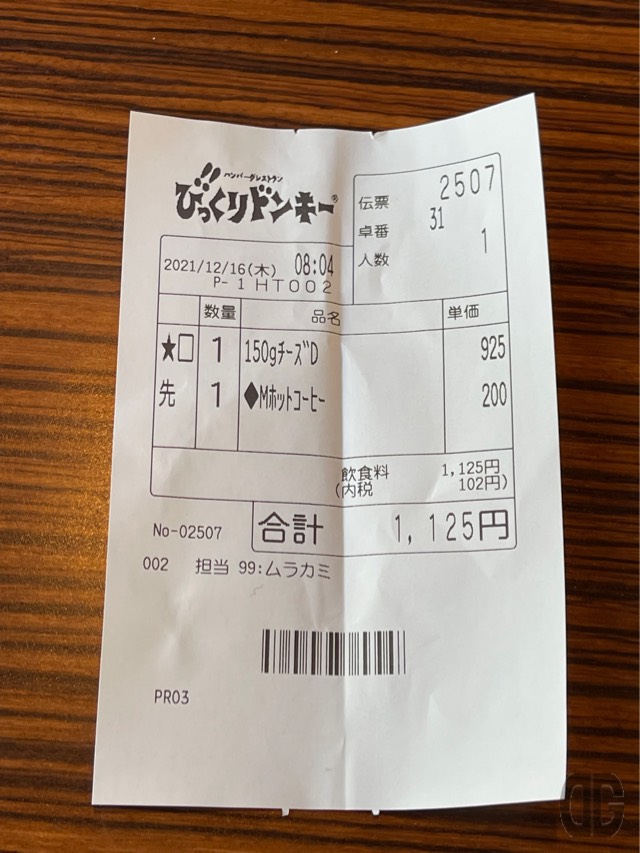 ハンバーグレストラン
びっくりドンキー®
伝票 2507
卓番 31
人数 1
2021/12/16(木) 08:04
P- 1 HT002
数量 品名 単価
★□ 1 150gチーズD 925
先 1 ◆Mホットコーヒー 200
飲食料 1,125円
(内税 102円)
合計 1,125円
No-02507
002 担当 99:ムラカミ
PR03